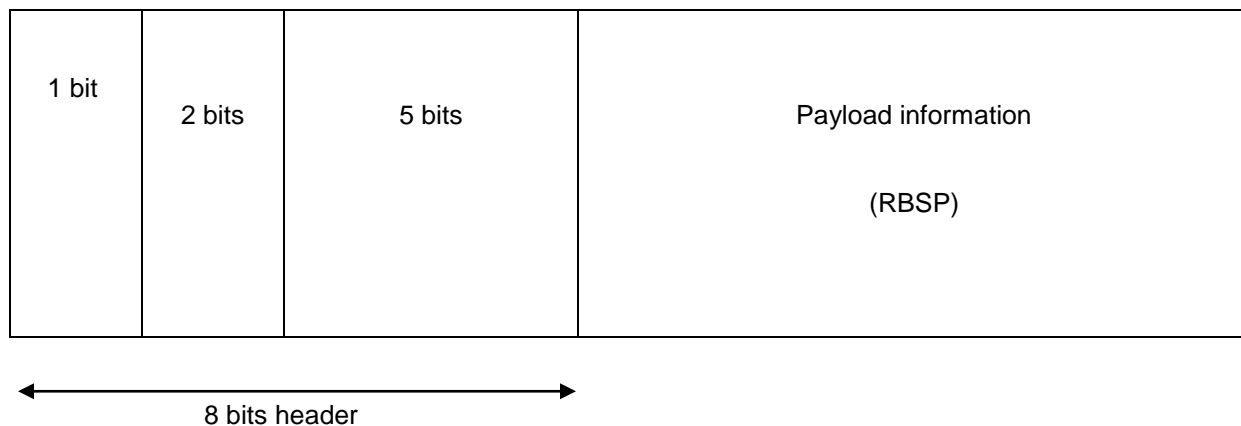 1 bit
2 bits
5 bits
Payload information
(RBSP)
8 bits header